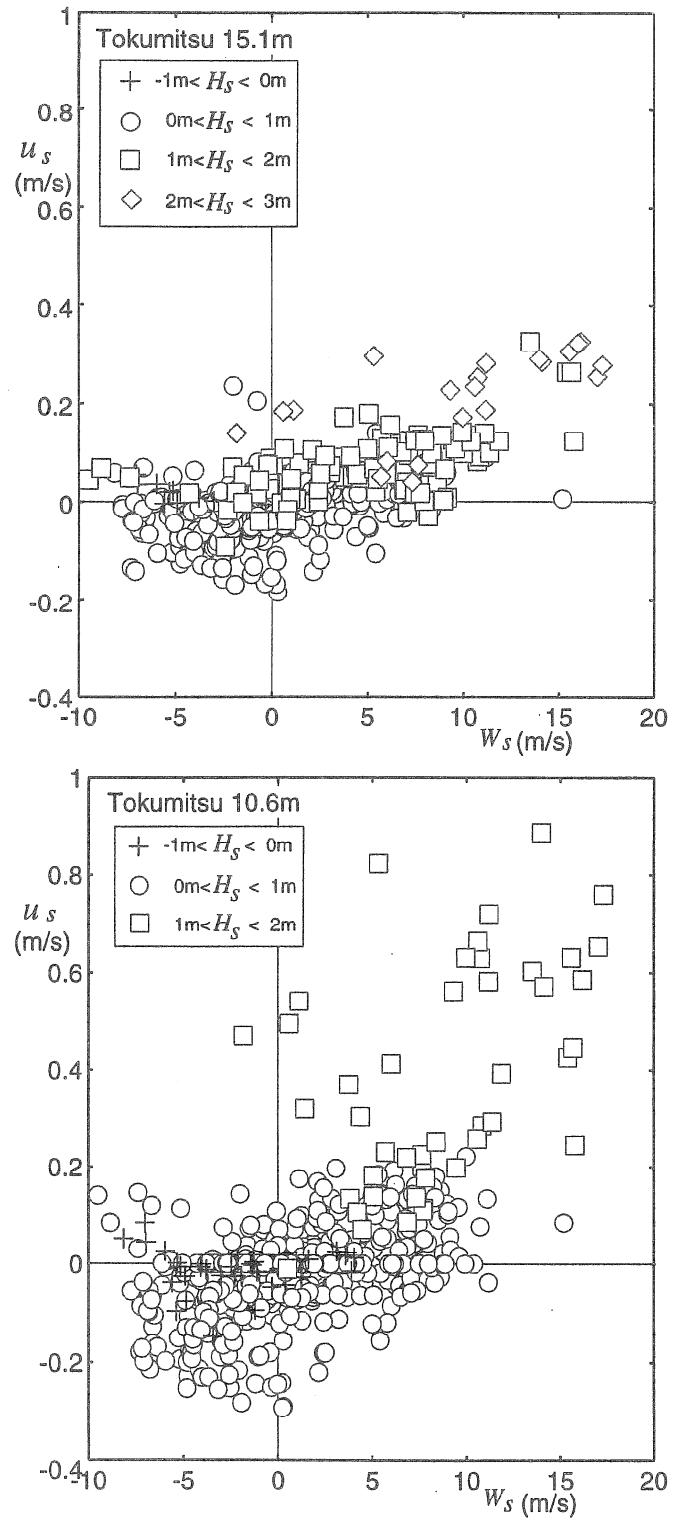 1
Tokumitsu 15.1m
-1m< Hs < 0m
0m<Hs < 1m
1m<Hs < 2m
2m<Hs < 3m
0.8
us
(m/s)
0.6
0.4
0.2
0
-0.2
-0.4
-10 -5 0 5 10 15 20
Ws (m/s)
1
Tokumitsu 10.6m
-1m< Hs < 0m
0m<Hs < 1m
1m<Hs < 2m
0.8
us
(m/s)
0.6
0.4
0.2
0
-0.2
-0.4
-10 -5 0 5 10 15 20
Ws (m/s)